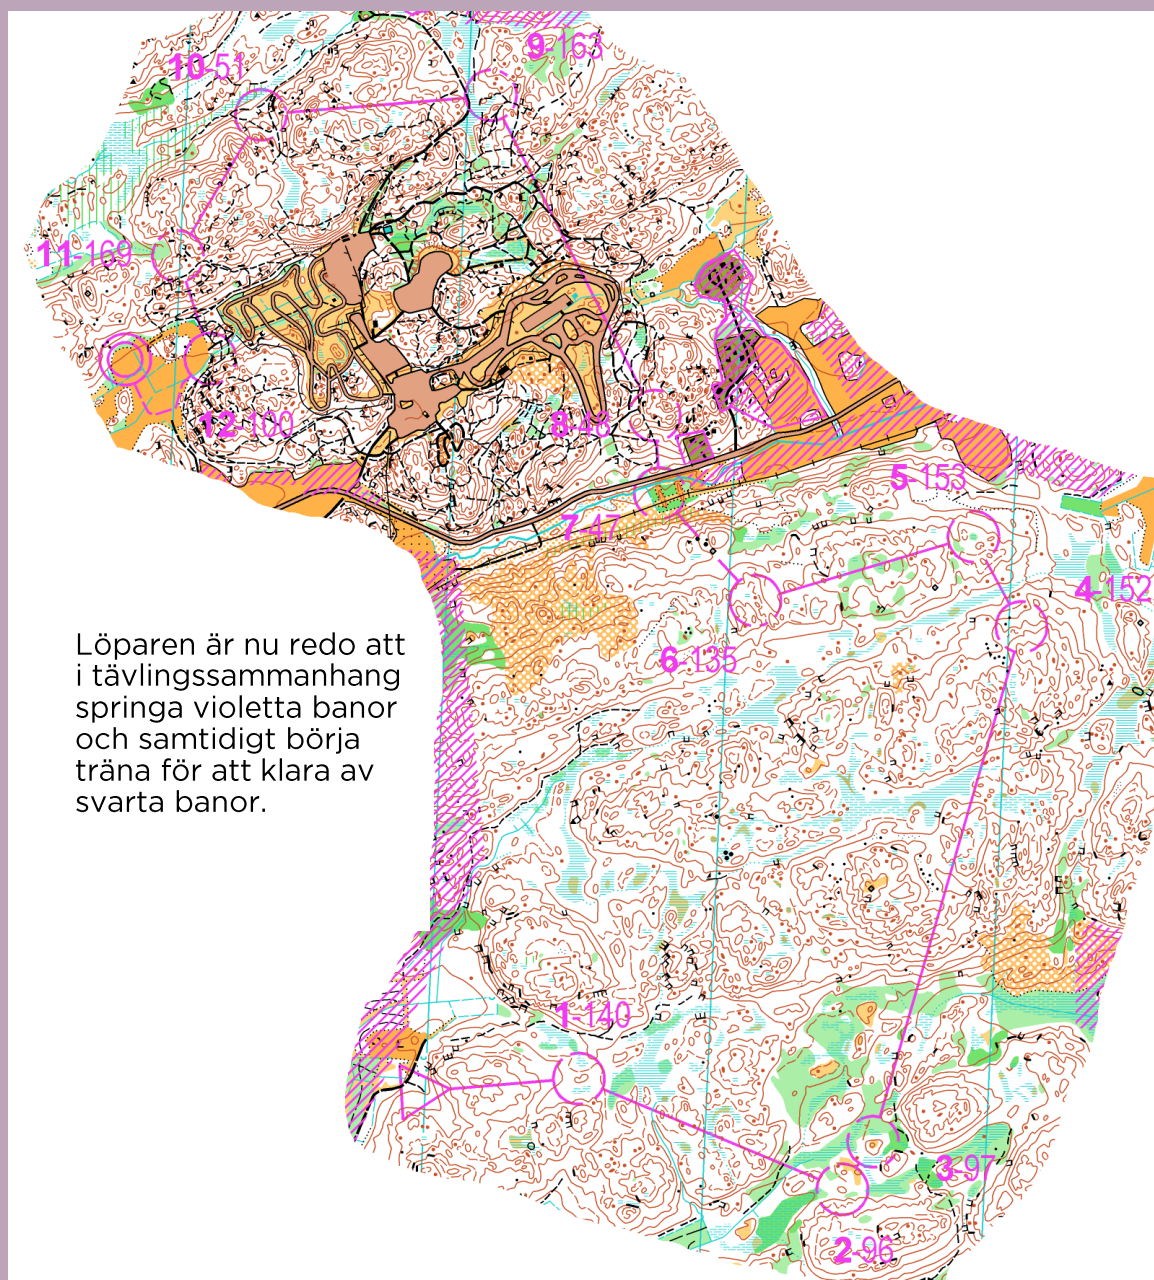 9-163
10-51
11-169
12-100
8-48
5-153
7-47
4-152
6-135
Löparen är nu redo att
i tävlingssammanhang
springa violetta banor
och samtidigt börja
träna för att klara av
svarta banor.
1-140
3-97
2-96